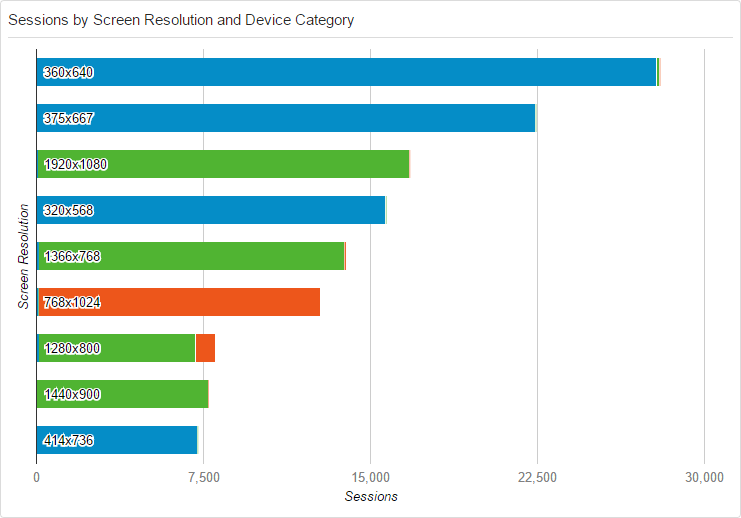 Sessions by Screen Resolution and Device Category
Screen Resolution
360x640
375x667
1920x1080
320x568
1366x768
768x1024
1280x800
1440x900
414x736
0 7,500 15,000 22,500 30,000
Sessions